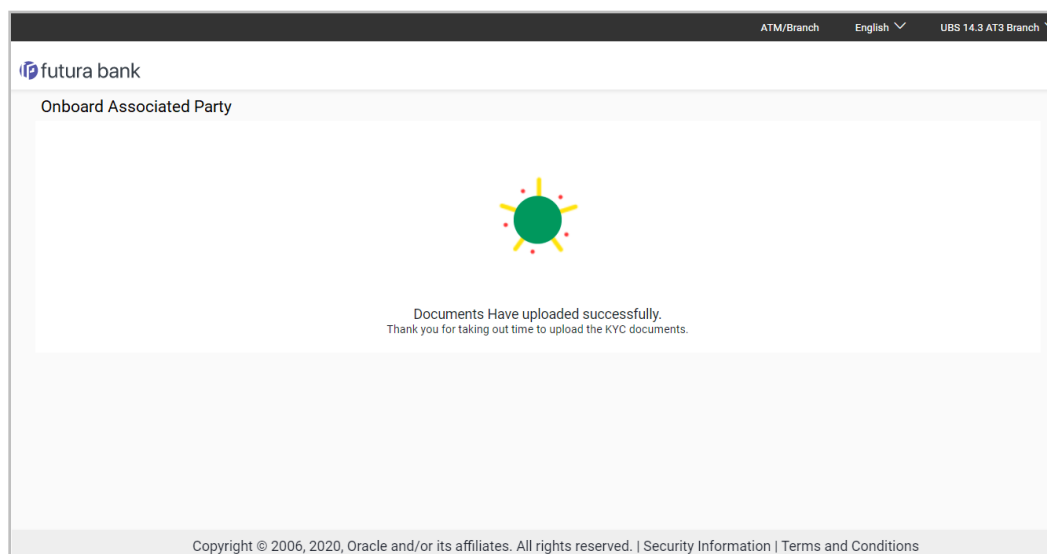 ATM/Branch English UBS 14.3 AT3 Branch
futura bank
Onboard Associated Party
Documents Have uploaded successfully.
Thank you for taking out time to upload the KYC documents.
Copyright © 2006, 2020, Oracle and/or its affiliates. All rights reserved. | Security Information | Terms and Conditions